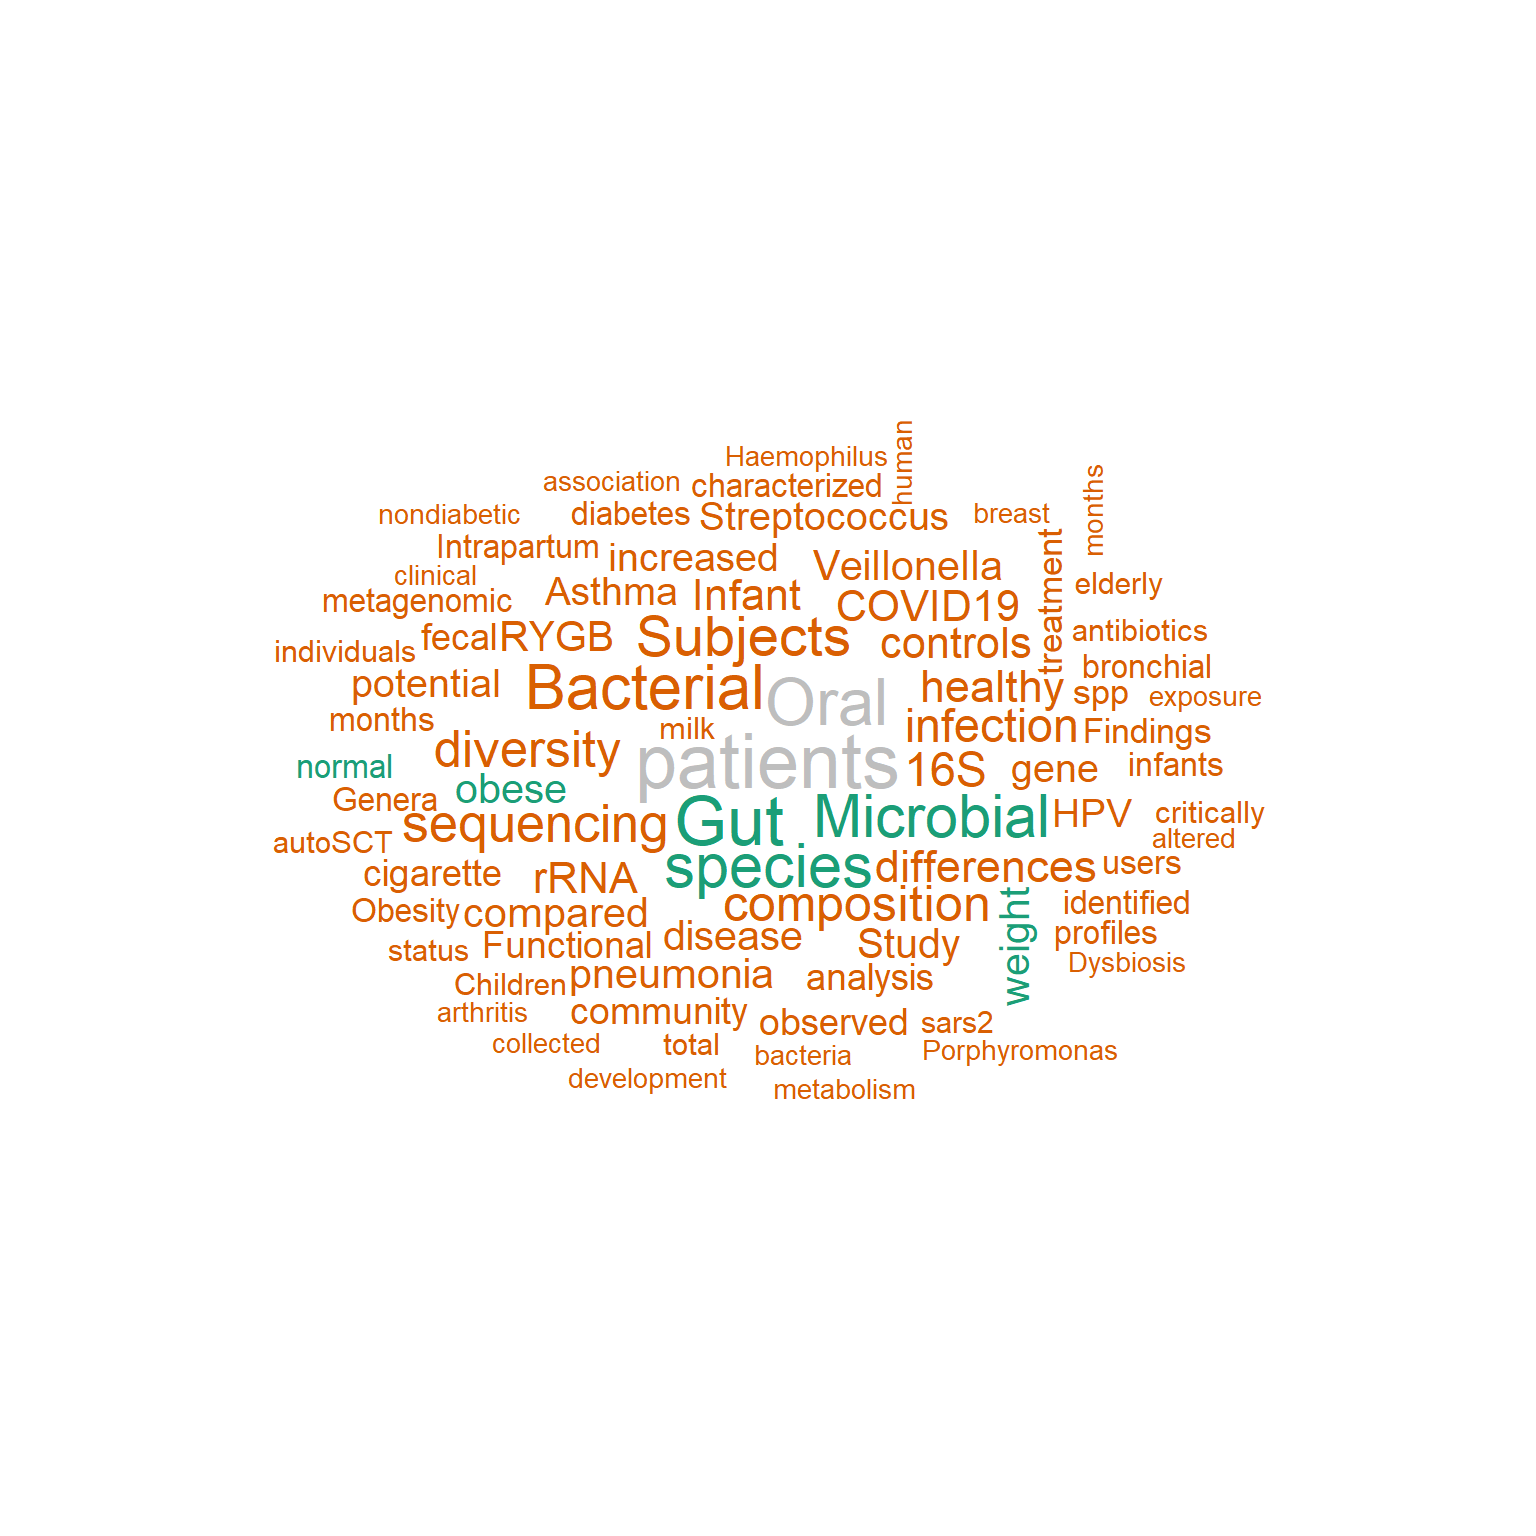 Haemophilus
human
association
characterized
months
nondiabetic
diabetes
Streptococcus
breast
Intrapartum
increased
Veillonella
treatment
clinical
metagenomic
Asthma
Infant
COVID19
elderly
individuals
fecal
RYGB
Subjects
controls
antibiotics
bronchial
potential
Bacterial
Oral
healthy
spp
exposure
months
milk
infection
Findings
diversity
patients
16S
gene
infants
normal
obese
Genera
sequencing
Gut
Microbial
HPV
critically
autoSCT
altered
cigarette
rRNA
species
differences
users
Obesity
compared
composition
weight
identified
status
Functional
disease
Study
profiles
Dysbiosis
Children
pneumonia
analysis
arthritis
community
observed
sars2
collected
total
bacteria
Porphyromonas
development
metabolism